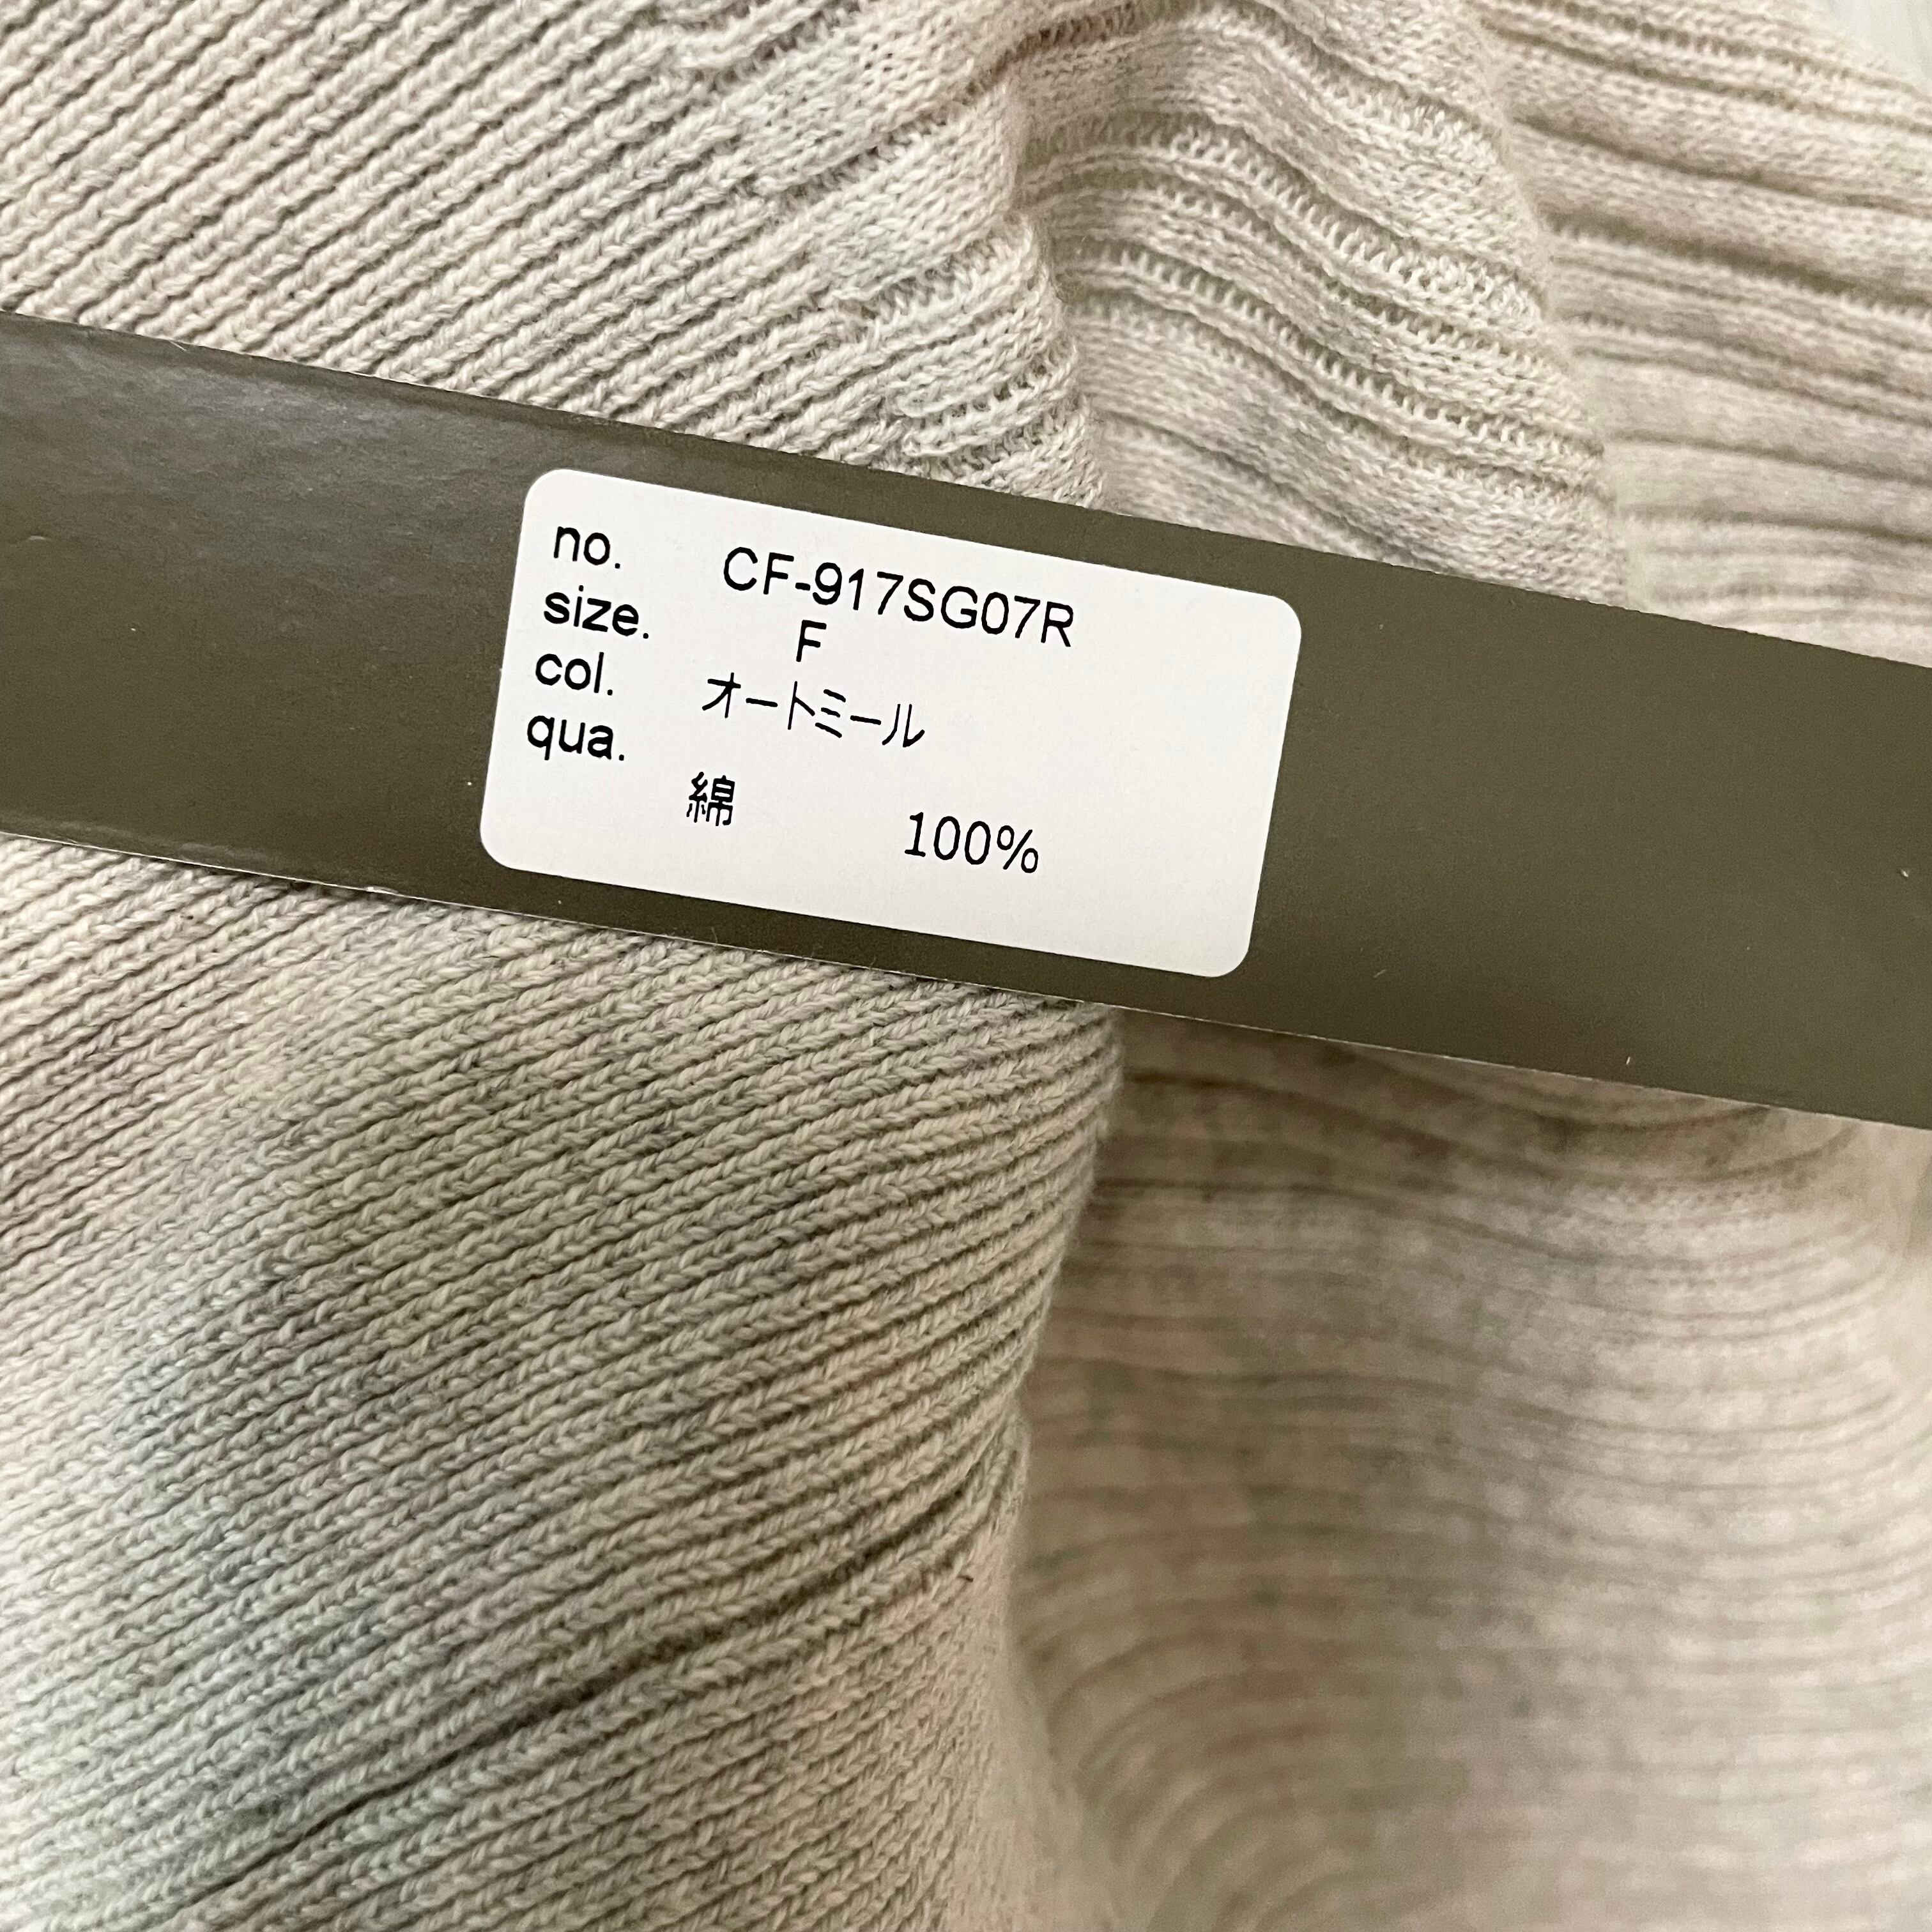 no. CF-917SG07R
size. F
col. オートミール
qua.
綿 100%